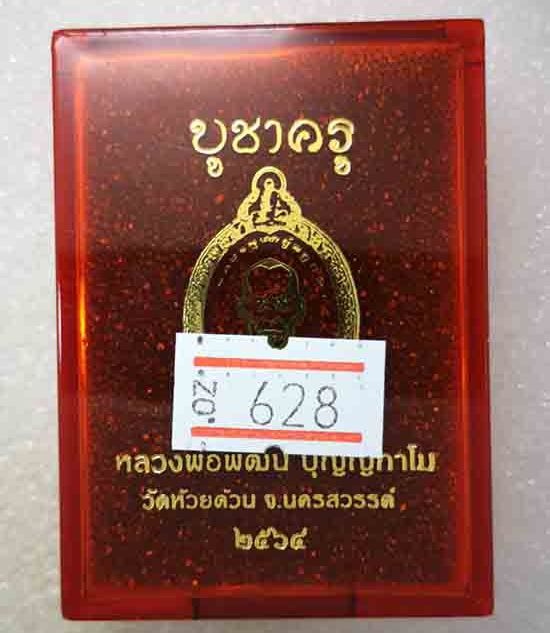 บูชาครู
NO.
628
หลวงพ่อพัฒน์ ปุญญกาโม
วัดห้วยด้วน จ.นครสวรรค์
๒๕๖๔